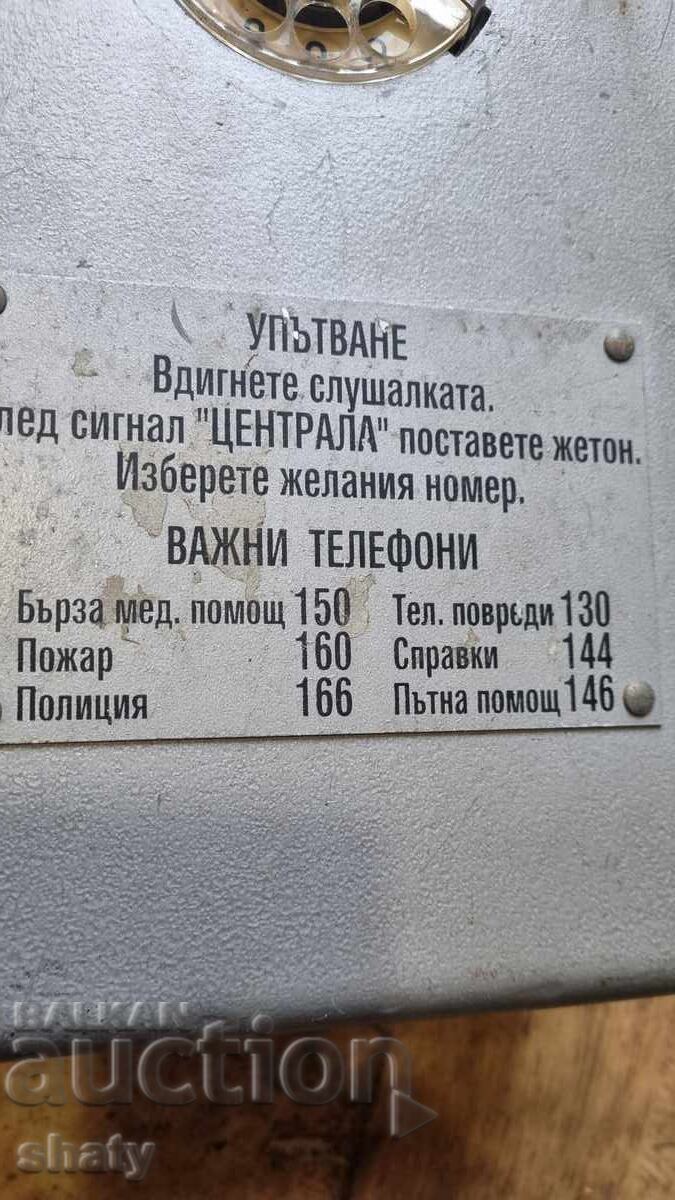 УПЪТВАНЕ
Вдигнете слушалката.
лед сигнал "ЦЕНТРАЛА" поставете жетон.
Изберете желания номер.
ВАЖНИ ТЕЛЕФОНИ
Бърза мед. помощ 150 Тел. повреди 130
Пожар 160 Справки 144
Полиция 166 Пътна помощ 146
BALKAN
auction
shaty